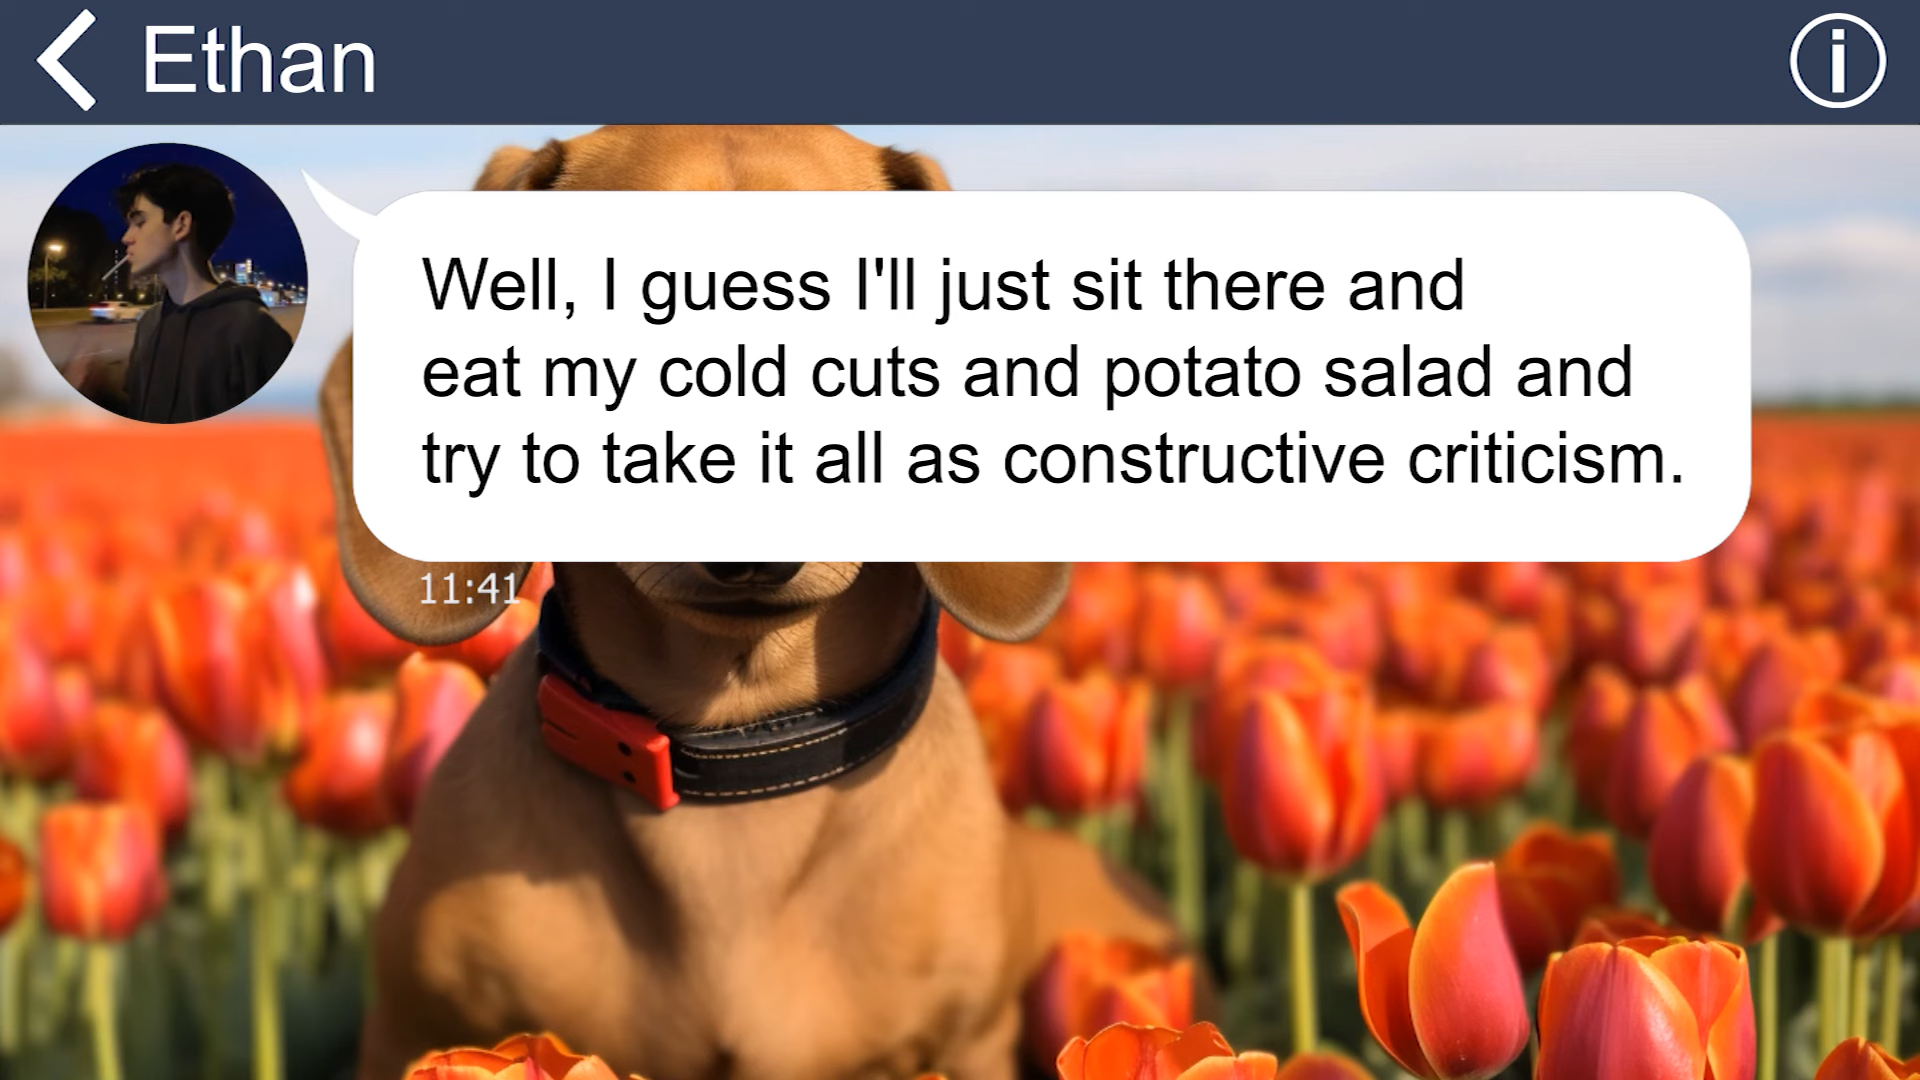 Ethan
Well, I guess I'll just sit there and
eat my cold cuts and potato salad and
try to take it all as constructive criticism.
11:41